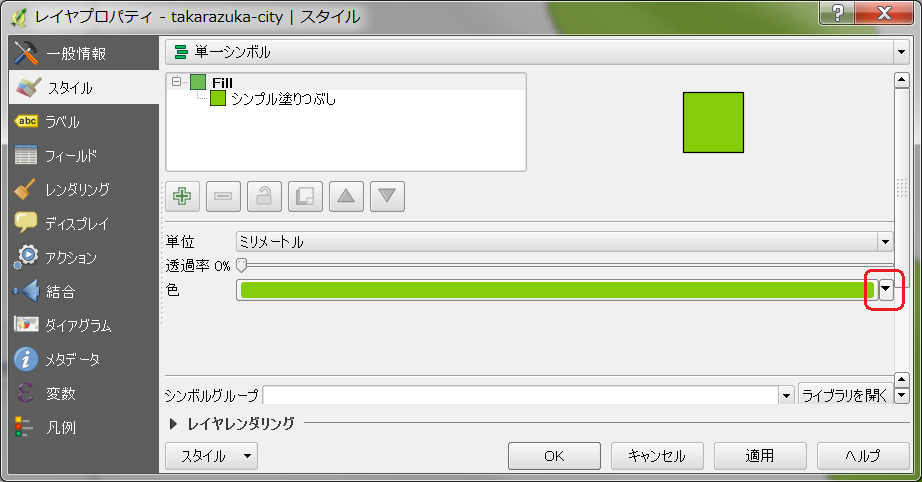 レイヤプロパティ - takarazuka-city | スタイル
一般情報
スタイル
abc ラベル
フィールド
レンダリング
ディスプレイ
アクション
結合
ダイアグラム
メタデータ
変数
凡例
単一シンボル
Fill
シンプル塗りつぶし
単位 ミリメートル
透過率 0%
色
シンボルグループ ライブラリを開く
レイヤレンダリング
スタイル OK キャンセル 適用 ヘルプ